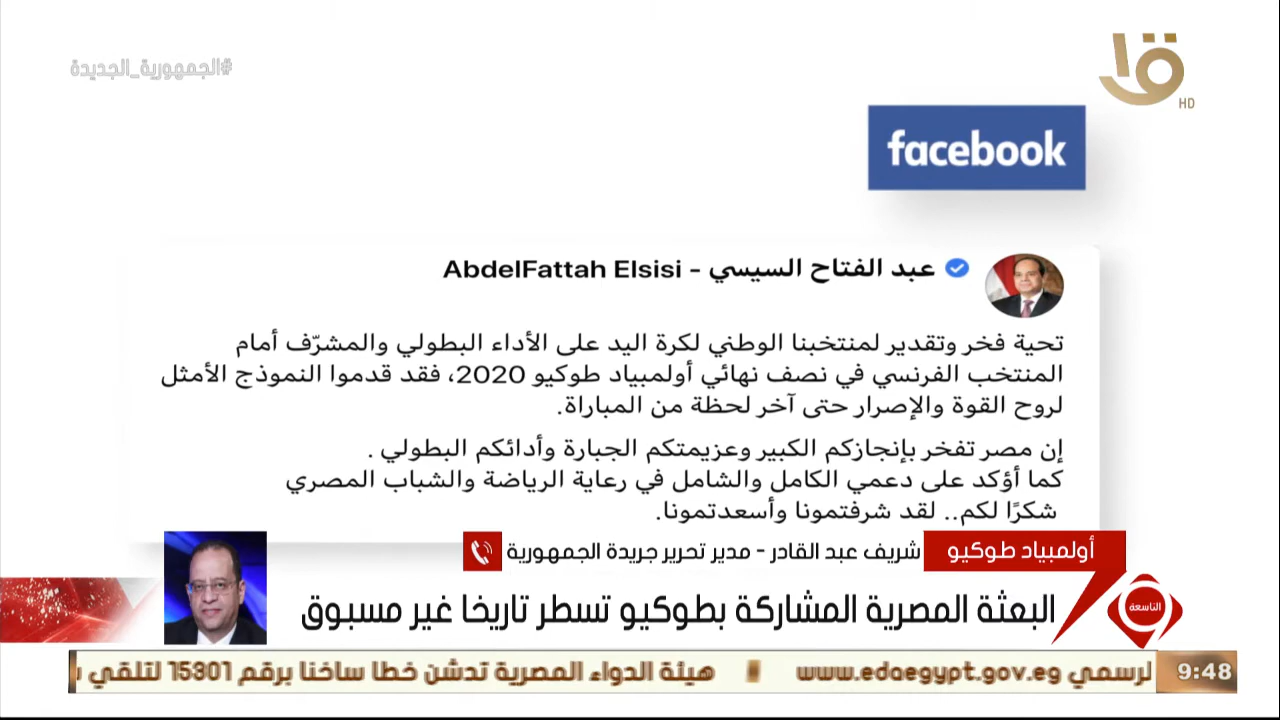 #الجمهورية_الجديدة
HD
facebook
عبد الفتاح السيسي - AbdelFattah Elsisi
تحية فخر وتقدير لمنتخبنا الوطني لكرة اليد على الأداء البطولي والمشرّف أمام
المنتخب الفرنسي في نصف نهائي أولمبياد طوكيو 2020، فقد قدموا النموذج الأمثل
لروح القوة والإصرار حتى آخر لحظة من المباراة.
إن مصر تفخر بإنجازكم الكبير وعزيمتكم الجبارة وأدائكم البطولي .
كما أؤكد على دعمي الكامل والشامل في رعاية الرياضة والشباب المصري
شكرًا لكم.. لقد شرفتمونا وأسعدتمونا.
أولمبياد طوكيو
شريف عبد القادر - مدير تحرير جريدة الجمهورية
التاسعة
البعثة المصرية المشاركة بطوكيو تسطر تاريخا غير مسبوق
9:48
لرسمي www.edaegypt.gov.eg هيئة الدواء المصرية تدشن خطا ساخنا برقم 15301 لتلقي